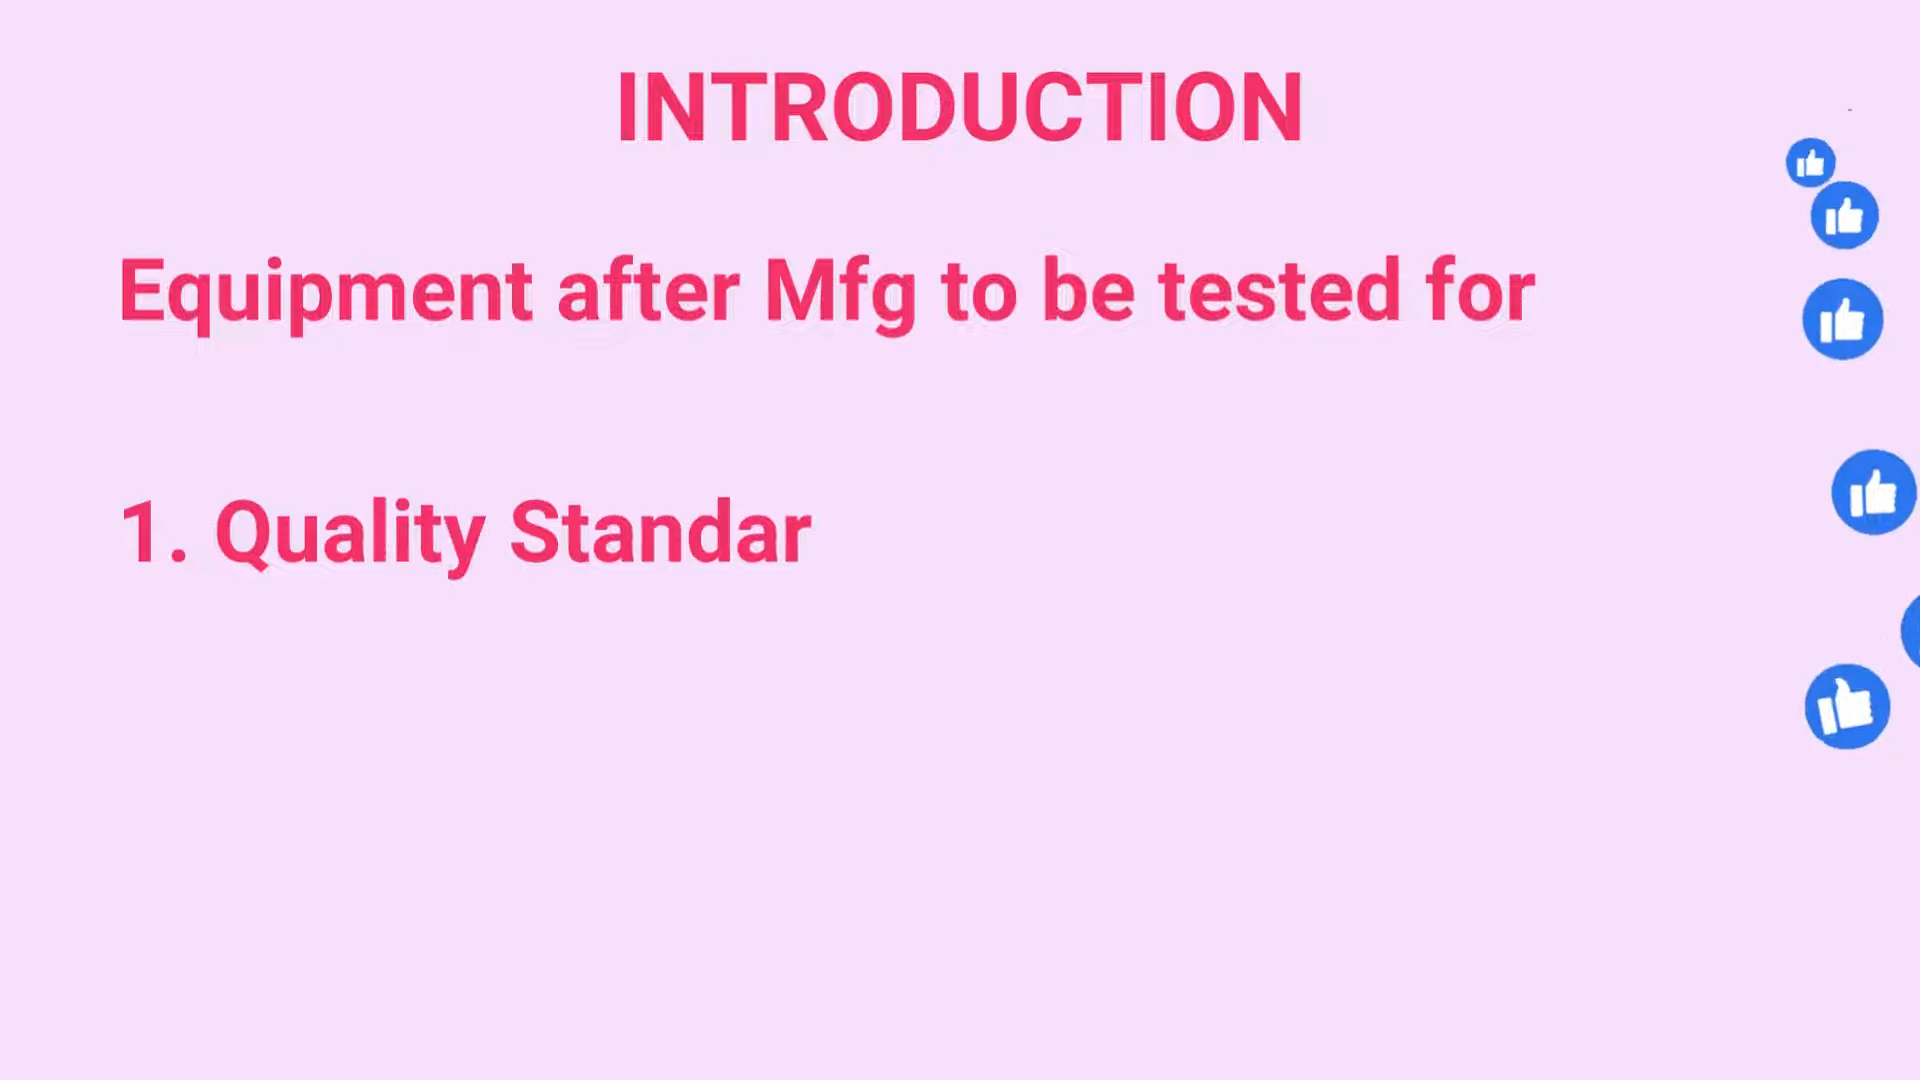 INTRODUCTION
Equipment after Mfg to be tested for
1. Quality Standar